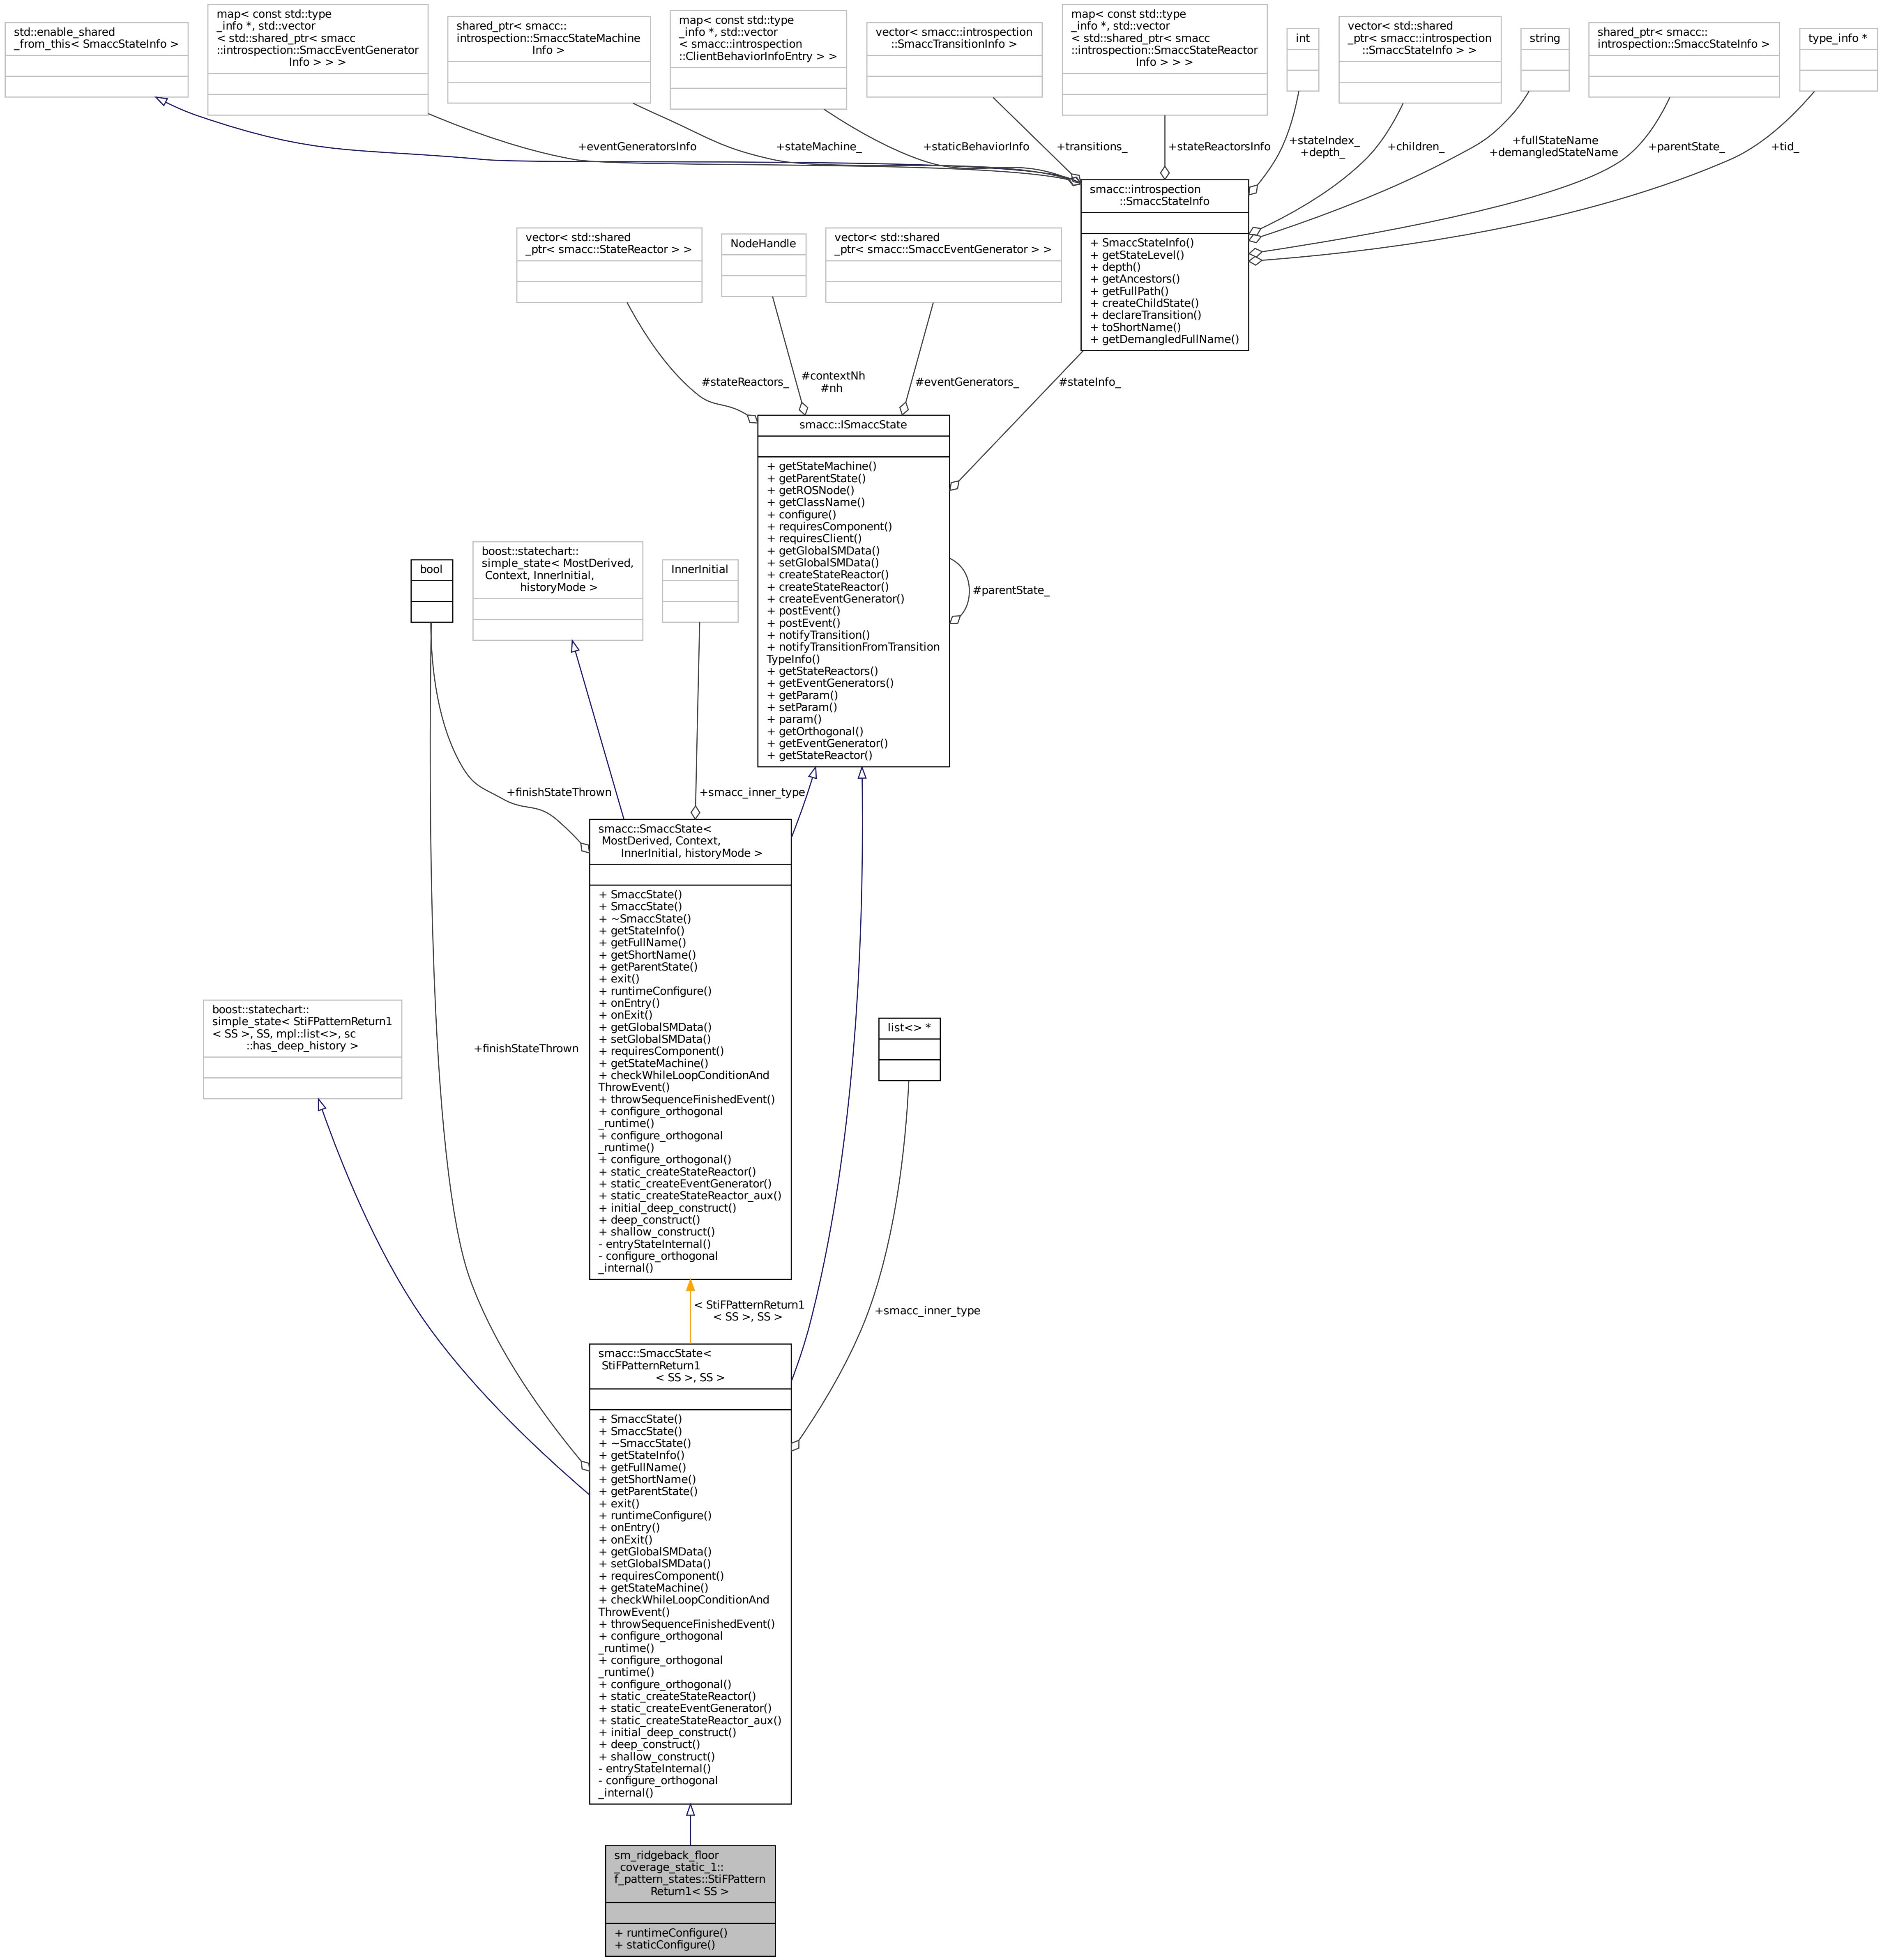 std::enable_shared
_from_this< SmaccStateInfo >
map< const std::type
_info *, std::vector
< std::shared_ptr< smacc
::introspection::SmaccEventGenerator
Info > > >
shared_ptr< smacc::
introspection::SmaccStateMachine
Info >
map< const std::type
_info *, std::vector
< smacc::introspection
::ClientBehaviorInfoEntry > >
vector< smacc::introspection
::SmaccTransitionInfo >
map< const std::type
_info *, std::vector
< std::shared_ptr< smacc
::introspection::SmaccStateReactor
Info > > >
int
vector< std::shared
_ptr< smacc::introspection
::SmaccStateInfo > >
string
shared_ptr< smacc::
introspection::SmaccStateInfo >
type_info *
+eventGeneratorsInfo
+stateMachine_
+staticBehaviorInfo
+transitions_
+stateReactorsInfo
+stateIndex_
+depth_
+children_
+fullStateName
+demangledStateName
+parentState_
+tid_
smacc::introspection
::SmaccStateInfo
+ SmaccStateInfo()
+ getStateLevel()
+ depth()
+ getAncestors()
+ getFullPath()
+ createChildState()
+ declareTransition()
+ toShortName()
+ getDemangledFullName()
vector< std::shared
_ptr< smacc::StateReactor > >
NodeHandle
vector< std::shared
_ptr< smacc::SmaccEventGenerator > >
#stateReactors_
#contextNh
#nh
#eventGenerators_
#stateInfo_
smacc::ISmaccState
+ getStateMachine()
+ getParentState()
+ getROSNode()
+ getClassName()
+ configure()
+ requiresComponent()
+ requiresClient()
+ getGlobalSMData()
+ setGlobalSMData()
+ createStateReactor()
+ createStateReactor()
+ createEventGenerator()
+ postEvent()
+ postEvent()
+ notifyTransition()
+ notifyTransitionFromTransition
TypeInfo()
+ getStateReactors()
+ getEventGenerators()
+ getParam()
+ setParam()
+ param()
+ getOrthogonal()
+ getEventGenerator()
+ getStateReactor()
#parentState_
bool
boost::statechart::
simple_state< MostDerived,
Context, InnerInitial,
historyMode >
InnerInitial
+finishStateThrown
+smacc_inner_type
smacc::SmaccState<
MostDerived, Context,
InnerInitial, historyMode >
+ SmaccState()
+ SmaccState()
+ ~SmaccState()
+ getStateInfo()
+ getFullName()
+ getShortName()
+ getParentState()
+ exit()
+ runtimeConfigure()
+ onEntry()
+ onExit()
+ getGlobalSMData()
+ setGlobalSMData()
+ requiresComponent()
+ getStateMachine()
+ checkWhileLoopConditionAnd
ThrowEvent()
+ throwSequenceFinishedEvent()
+ configure_orthogonal
_runtime()
+ configure_orthogonal
_runtime()
+ configure_orthogonal()
+ static_createStateReactor()
+ static_createEventGenerator()
+ static_createStateReactor_aux()
+ initial_deep_construct()
+ deep_construct()
+ shallow_construct()
- entryStateInternal()
- configure_orthogonal
_internal()
boost::statechart::
simple_state< StiFPatternReturn1
< SS >, SS, mpl::list<>, sc
::has_deep_history >
+finishStateThrown
list<> *
< StiFPatternReturn1
< SS >, SS >
+smacc_inner_type
smacc::SmaccState<
StiFPatternReturn1
< SS >, SS >
+ SmaccState()
+ SmaccState()
+ ~SmaccState()
+ getStateInfo()
+ getFullName()
+ getShortName()
+ getParentState()
+ exit()
+ runtimeConfigure()
+ onEntry()
+ onExit()
+ getGlobalSMData()
+ setGlobalSMData()
+ requiresComponent()
+ getStateMachine()
+ checkWhileLoopConditionAnd
ThrowEvent()
+ throwSequenceFinishedEvent()
+ configure_orthogonal
_runtime()
+ configure_orthogonal
_runtime()
+ configure_orthogonal()
+ static_createStateReactor()
+ static_createEventGenerator()
+ static_createStateReactor_aux()
+ initial_deep_construct()
+ deep_construct()
+ shallow_construct()
- entryStateInternal()
- configure_orthogonal
_internal()
sm_ridgeback_floor
_coverage_static_1::
f_pattern_states::StiFPattern
Return1< SS >
+ runtimeConfigure()
+ staticConfigure()